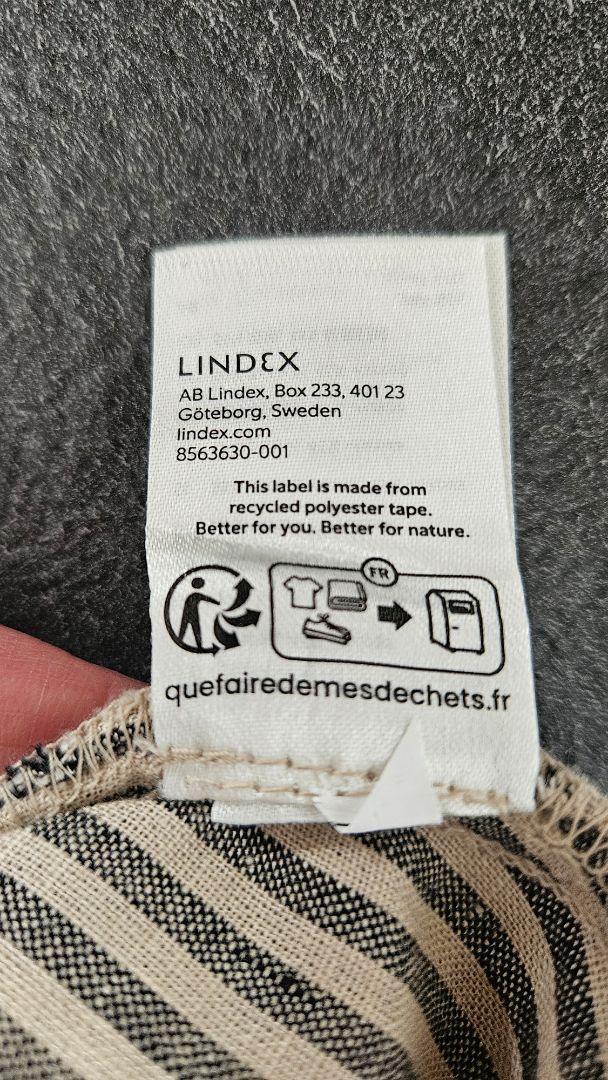 LINDEX
AB Lindex, Box 233, 401 23
Göteborg, Sweden
lindex.com
8563630-001
This label is made from
recycled polyester tape.
Better for you. Better for nature.
FR
quefairedemesdechets.fr